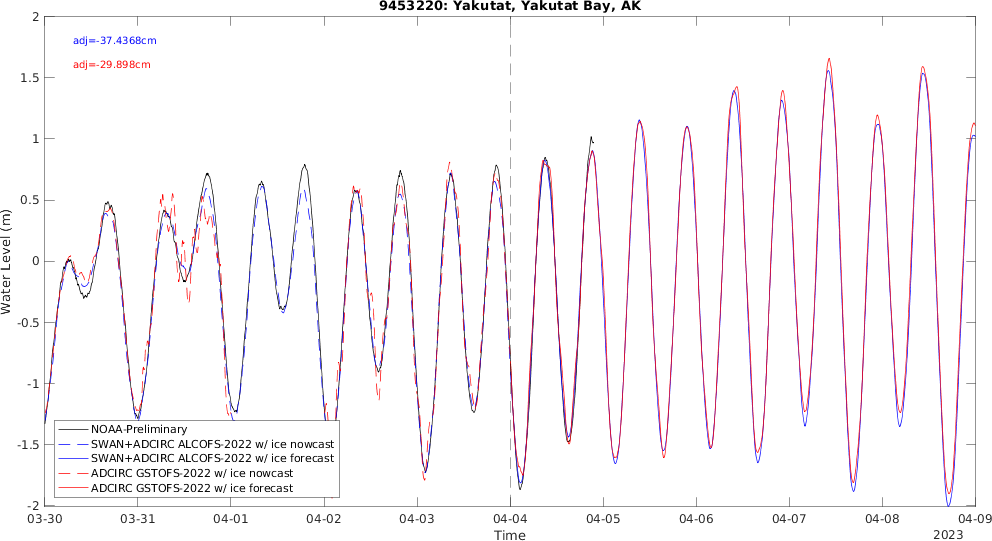 9453220: Yakutat, Yakutat Bay, AK
adj=-37.4368cm
adj=-29.898cm
Water Level (m)
2
1.5
1
0.5
0
-0.5
-1
-1.5
-2
NOAA-Preliminary
SWAN+ADCIRC ALCOFS-2022 w/ ice nowcast
SWAN+ADCIRC ALCOFS-2022 w/ ice forecast
ADCIRC GSTOFS-2022 w/ ice nowcast
ADCIRC GSTOFS-2022 w/ ice forecast
03-30 03-31 04-01 04-02 04-03 04-04 04-05 04-06 04-07 04-08 04-09
Time
2023